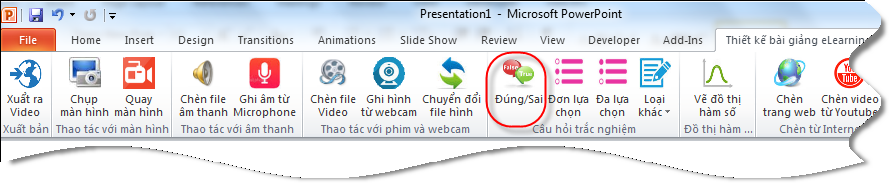 Presentation1 - Microsoft PowerPoint
File Home Insert Design Transitions Animations Slide Show Review View Developer Add-Ins Thiết kế bài giảng eLearning
Xuất ra Video Chụp màn hình Quay màn hình Chèn file âm thanh Ghi âm từ Microphone Chèn file Video Ghi hình từ webcam Chuyển đổi file hình False True Đúng/Sai Đơn lựa chọn Đa lựa chọn Loại khác Vẽ đồ thị hàm số Chèn trang web You Tube Chèn video từ Youtube
Xuất bản Thao tác với màn hình Thao tác với âm thanh Thao tác với phim và webcam Câu hỏi trắc nghiệm Đồ thị hàm ... Chèn từ Intern